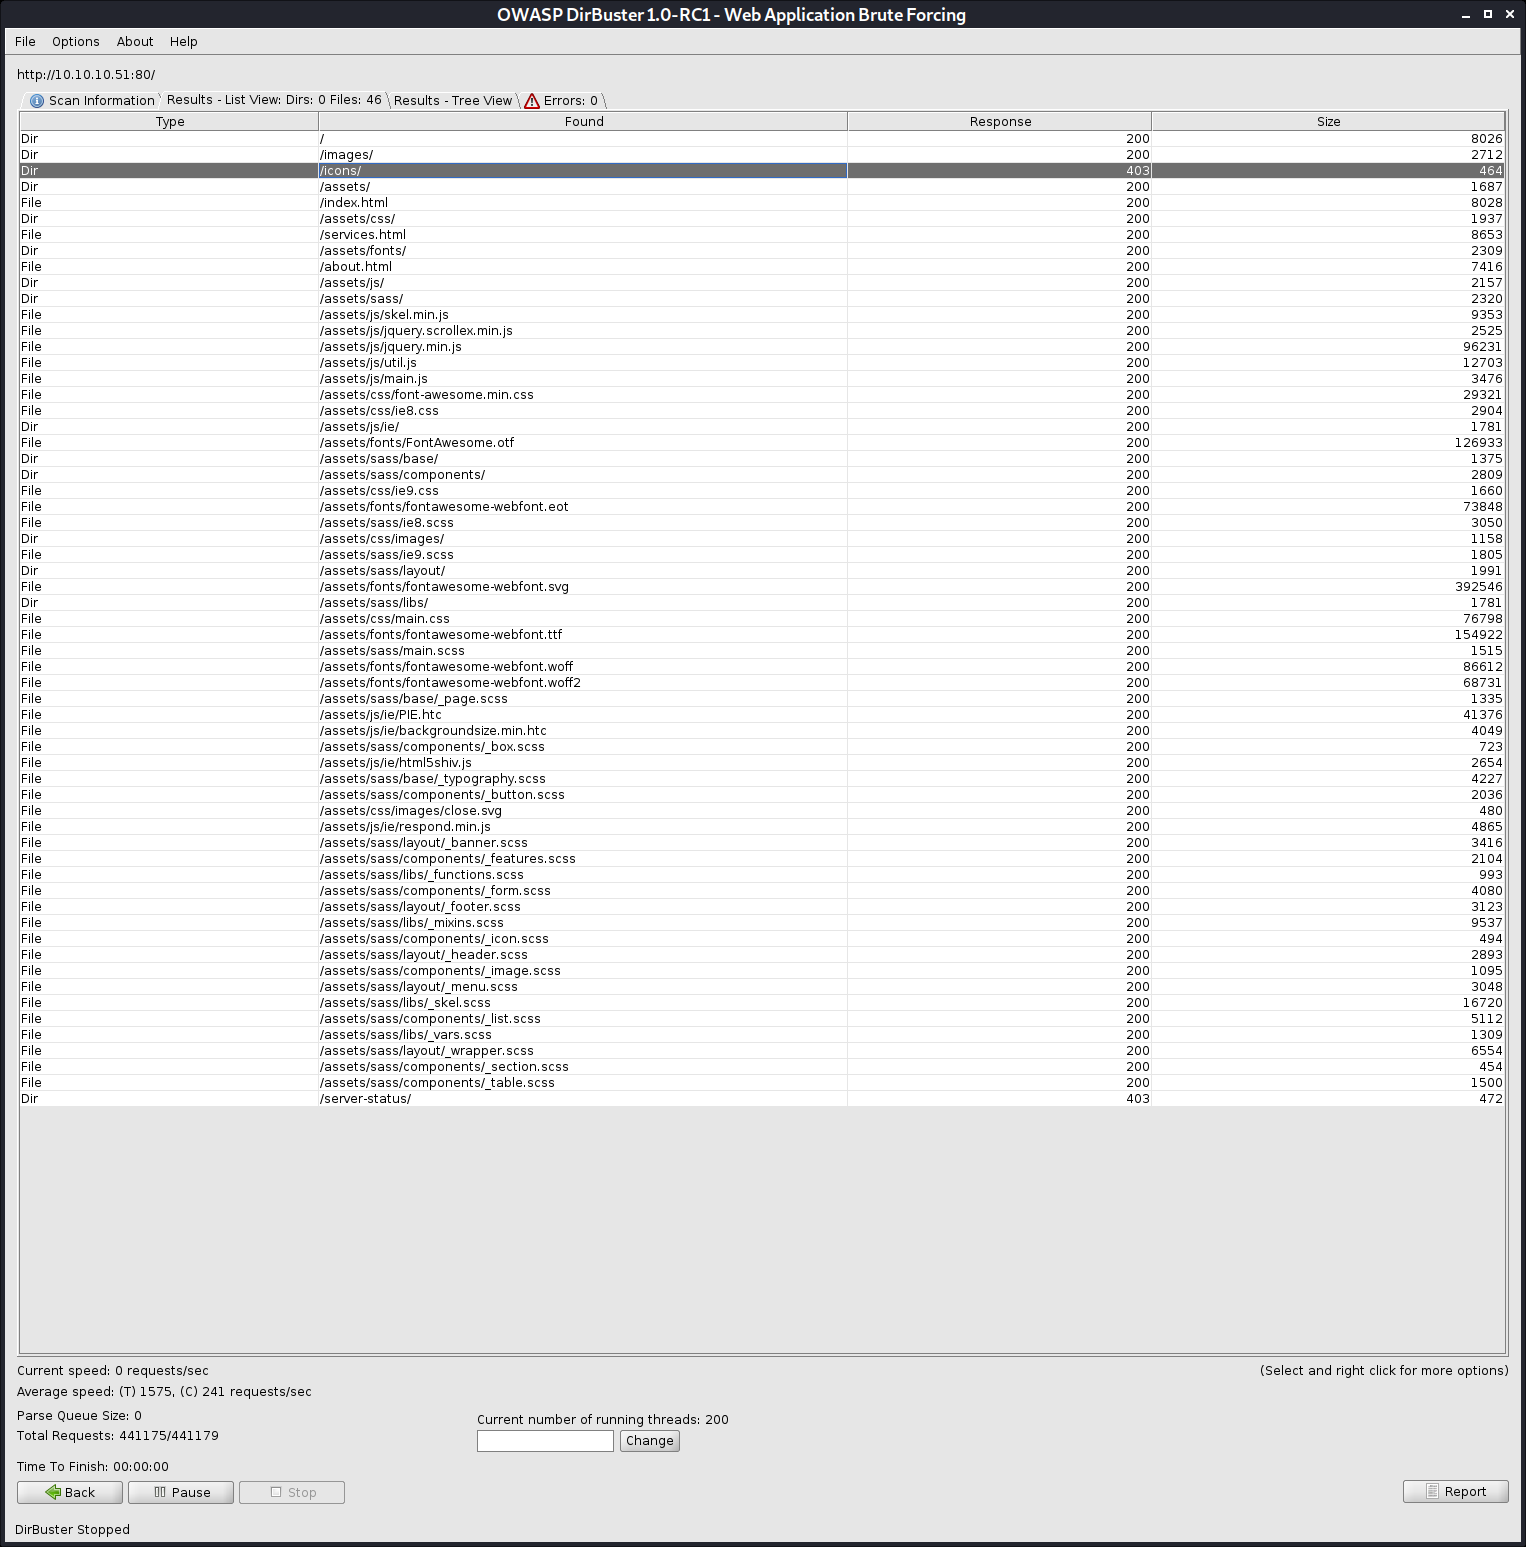 OWASP DirBuster 1.0-RC1 - Web Application Brute Forcing
File Options About Help
http://10.10.10.51:80/
Scan Information Results - List View: Dirs: 0 Files: 46 Results - Tree View Errors: 0
Type Found Response Size
Dir / 200 8026
Dir /images/ 200 2712
Dir /icons/ 403 464
Dir /assets/ 200 1687
File /index.html 200 8028
Dir /assets/css/ 200 1937
File /services.html 200 8653
Dir /assets/fonts/ 200 2309
File /about.html 200 7416
Dir /assets/js/ 200 2157
Dir /assets/sass/ 200 2320
File /assets/js/skel.min.js 200 9353
File /assets/js/jquery.scrollex.min.js 200 2525
File /assets/js/jquery.min.js 200 96231
File /assets/js/util.js 200 12703
File /assets/js/main.js 200 3476
File /assets/css/font-awesome.min.css 200 29321
File /assets/css/ie8.css 200 2904
Dir /assets/js/ie/ 200 1781
File /assets/fonts/FontAwesome.otf 200 126933
Dir /assets/sass/base/ 200 1375
Dir /assets/sass/components/ 200 2809
File /assets/css/ie9.css 200 1660
File /assets/fonts/fontawesome-webfont.eot 200 73848
File /assets/sass/ie8.scss 200 3050
Dir /assets/css/images/ 200 1158
File /assets/sass/ie9.scss 200 1805
Dir /assets/sass/layout/ 200 1991
File /assets/fonts/fontawesome-webfont.svg 200 392546
Dir /assets/sass/libs/ 200 1781
File /assets/css/main.css 200 76798
File /assets/fonts/fontawesome-webfont.ttf 200 154922
File /assets/sass/main.scss 200 1515
File /assets/fonts/fontawesome-webfont.woff 200 86612
File /assets/fonts/fontawesome-webfont.woff2 200 68731
File /assets/sass/base/_page.scss 200 1335
File /assets/js/ie/PIE.htc 200 41376
File /assets/js/ie/backgroundsize.min.htc 200 4049
File /assets/sass/components/_box.scss 200 723
File /assets/js/ie/html5shiv.js 200 2654
File /assets/sass/base/_typography.scss 200 4227
File /assets/sass/components/_button.scss 200 2036
File /assets/css/images/close.svg 200 480
File /assets/js/ie/respond.min.js 200 4865
File /assets/sass/layout/_banner.scss 200 3416
File /assets/sass/components/_features.scss 200 2104
File /assets/sass/libs/_functions.scss 200 993
File /assets/sass/components/_form.scss 200 4080
File /assets/sass/layout/_footer.scss 200 3123
File /assets/sass/libs/_mixins.scss 200 9537
File /assets/sass/components/_icon.scss 200 494
File /assets/sass/layout/_header.scss 200 2893
File /assets/sass/components/_image.scss 200 1095
File /assets/sass/layout/_menu.scss 200 3048
File /assets/sass/libs/_skel.scss 200 16720
File /assets/sass/components/_list.scss 200 5112
File /assets/sass/libs/_vars.scss 200 1309
File /assets/sass/layout/_wrapper.scss 200 6554
File /assets/sass/components/_section.scss 200 454
File /assets/sass/components/_table.scss 200 1500
Dir /server-status/ 403 472
Current speed: 0 requests/sec (Select and right click for more options)
Average speed: (T) 1575, (C) 241 requests/sec
Parse Queue Size: 0
Current number of running threads: 200
Total Requests: 441175/441179
Change
Time To Finish: 00:00:00
Back Pause Stop Report
DirBuster Stopped